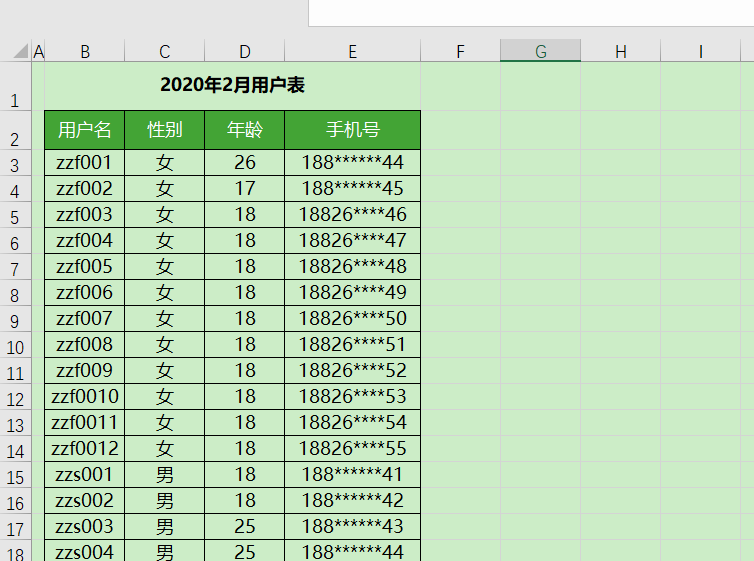 A B C D E F G H I
1 2020年2月用户表
2 用户名 性别 年龄 手机号
3 zzf001 女 26 188******44
4 zzf002 女 17 188******45
5 zzf003 女 18 18826****46
6 zzf004 女 18 18826****47
7 zzf005 女 18 18826****48
8 zzf006 女 18 18826****49
9 zzf007 女 18 18826****50
10 zzf008 女 18 18826****51
11 zzf009 女 18 18826****52
12 zzf0010 女 18 18826****53
13 zzf0011 女 18 18826****54
14 zzf0012 女 18 18826****55
15 zzs001 男 18 188******41
16 zzs002 男 18 188******42
17 zzs003 男 25 188******43
18 zzs004 男 25 188******44